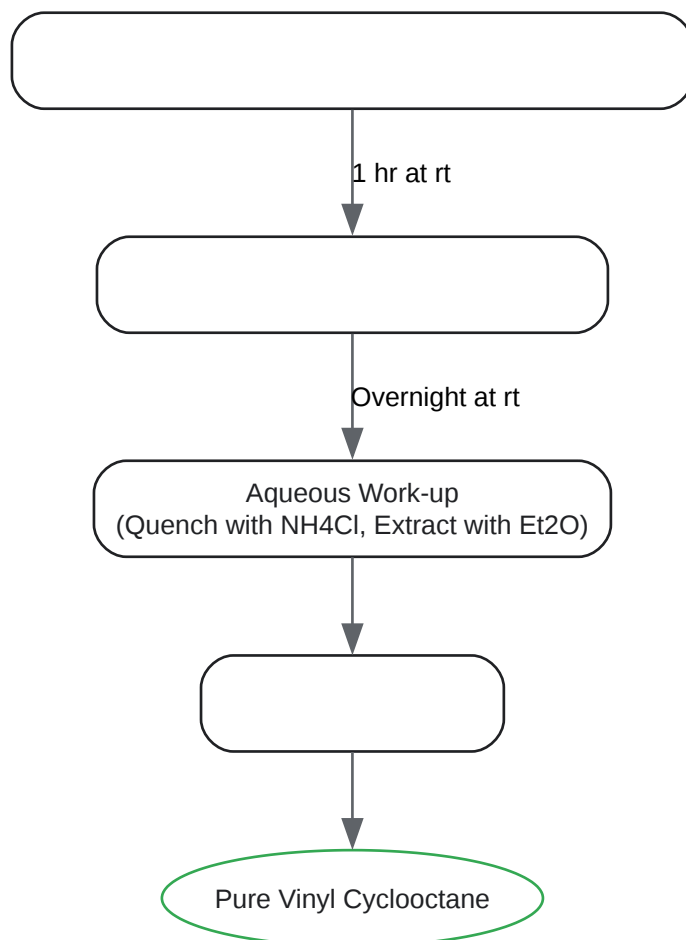 1 hr at rt
Overnight at rt
Aqueous Work-up
(Quench with NH4Cl, Extract with Et2O)
Pure Vinyl Cyclooctane